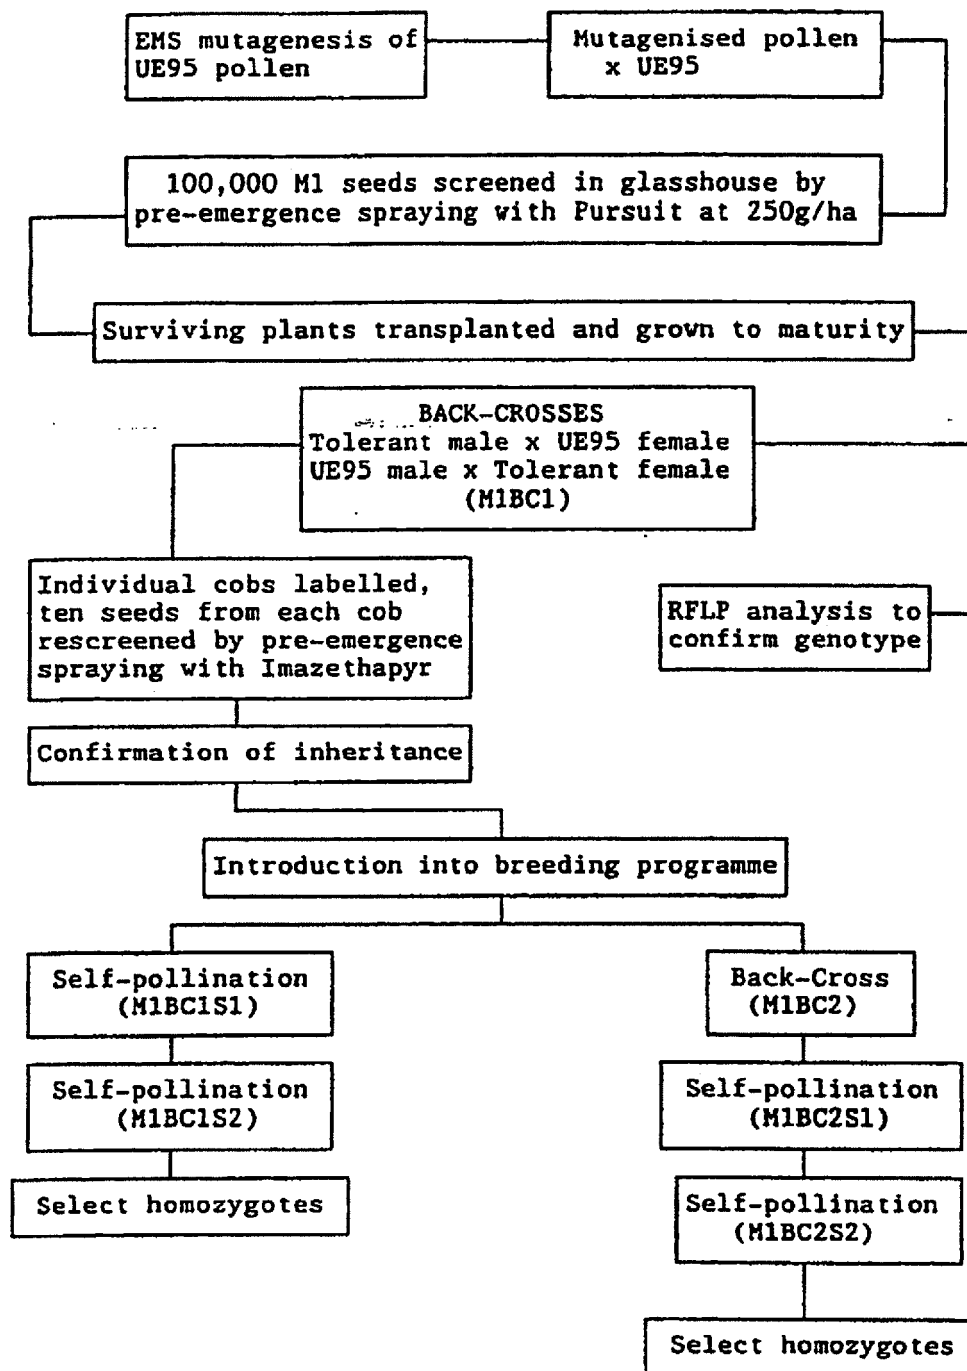 EMS mutagenesis of
UE95 pollen
Mutagenised pollen
x UE95
100,000 M1 seeds screened in glasshouse by
pre-emergence spraying with Pursuit at 250g/ha
Surviving plants transplanted and grown to maturity
BACK-CROSSES
Tolerant male x UE95 female
UE95 male x Tolerant female
(M1BC1)
Individual cobs labelled,
ten seeds from each cob
rescreened by pre-emergence
spraying with Imazethapyr
RFLP analysis to
confirm genotype
Confirmation of inheritance
Introduction into breeding programme
Self-pollination
(M1BC1S1)
Back-Cross
(M1BC2)
Self-pollination
(M1BC1S2)
Self-pollination
(M1BC2S1)
Select homozygotes
Self-pollination
(M1BC2S2)
Select homozygotes